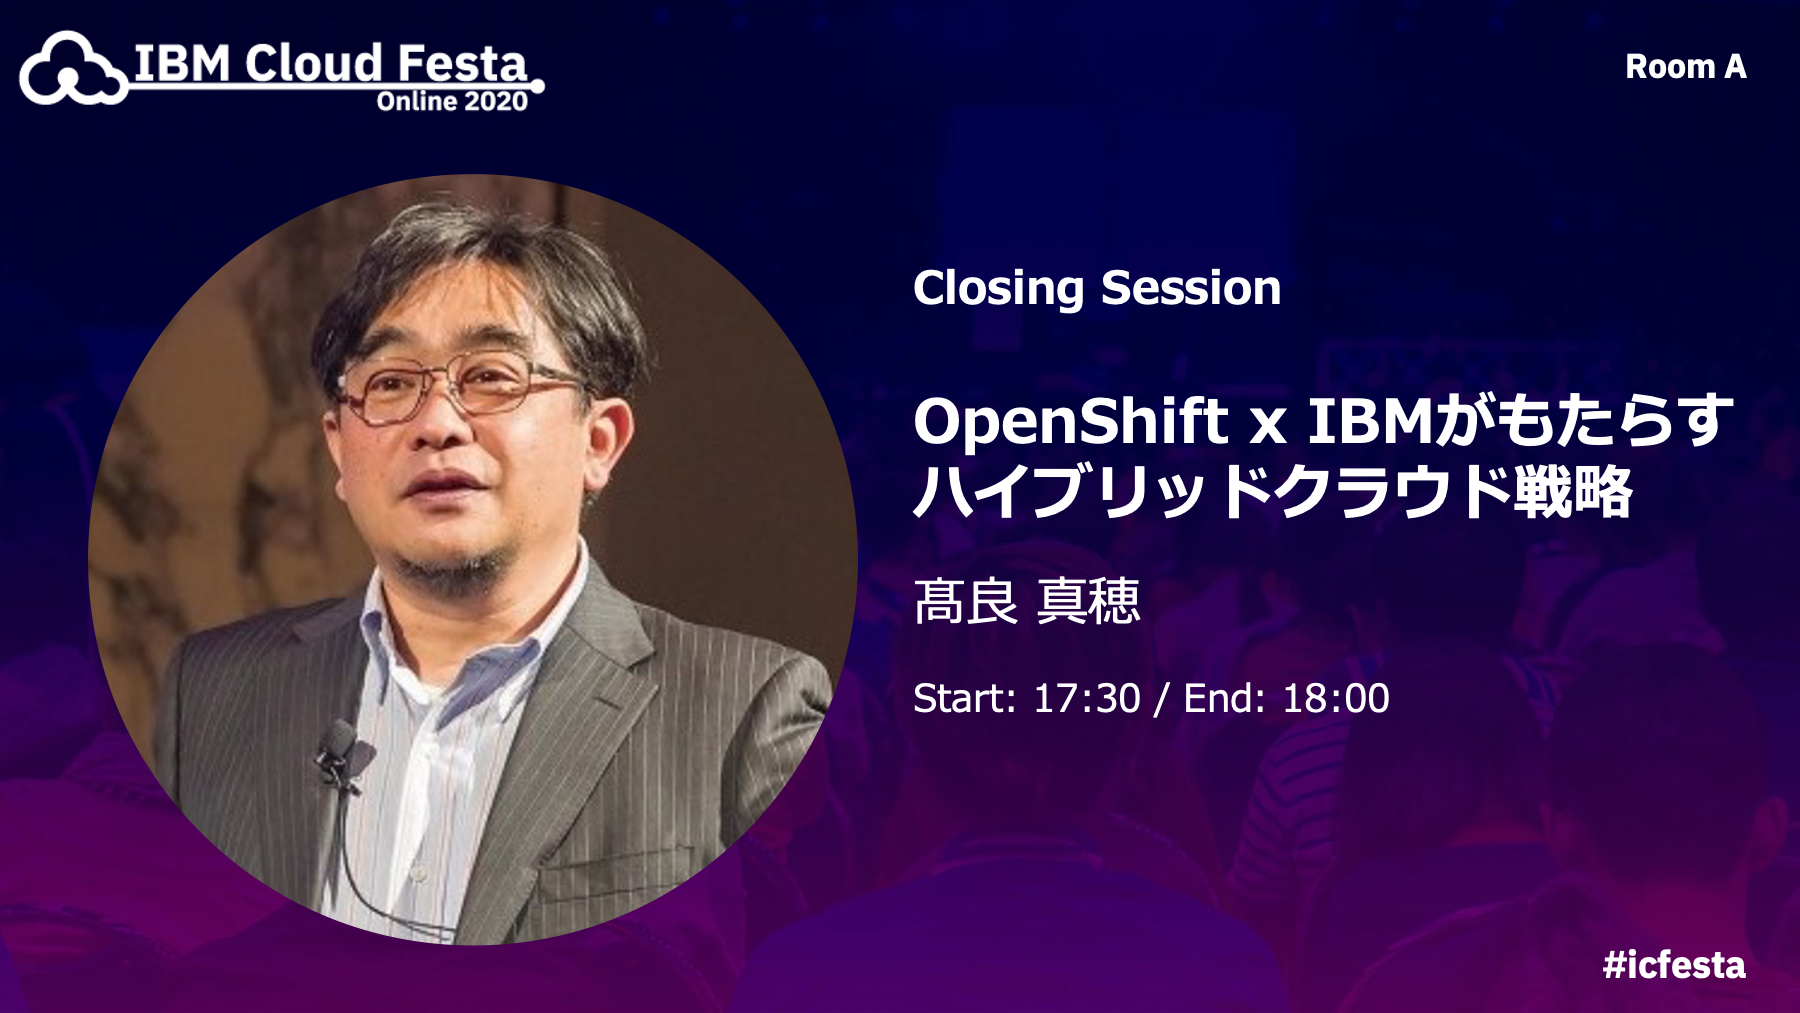 IBM Cloud Festa
Online 2020
Room A
Closing Session
OpenShift x IBMがもたらす
ハイブリッドクラウド戦略
髙良 真穂
Start: 17:30 / End: 18:00
#icfesta